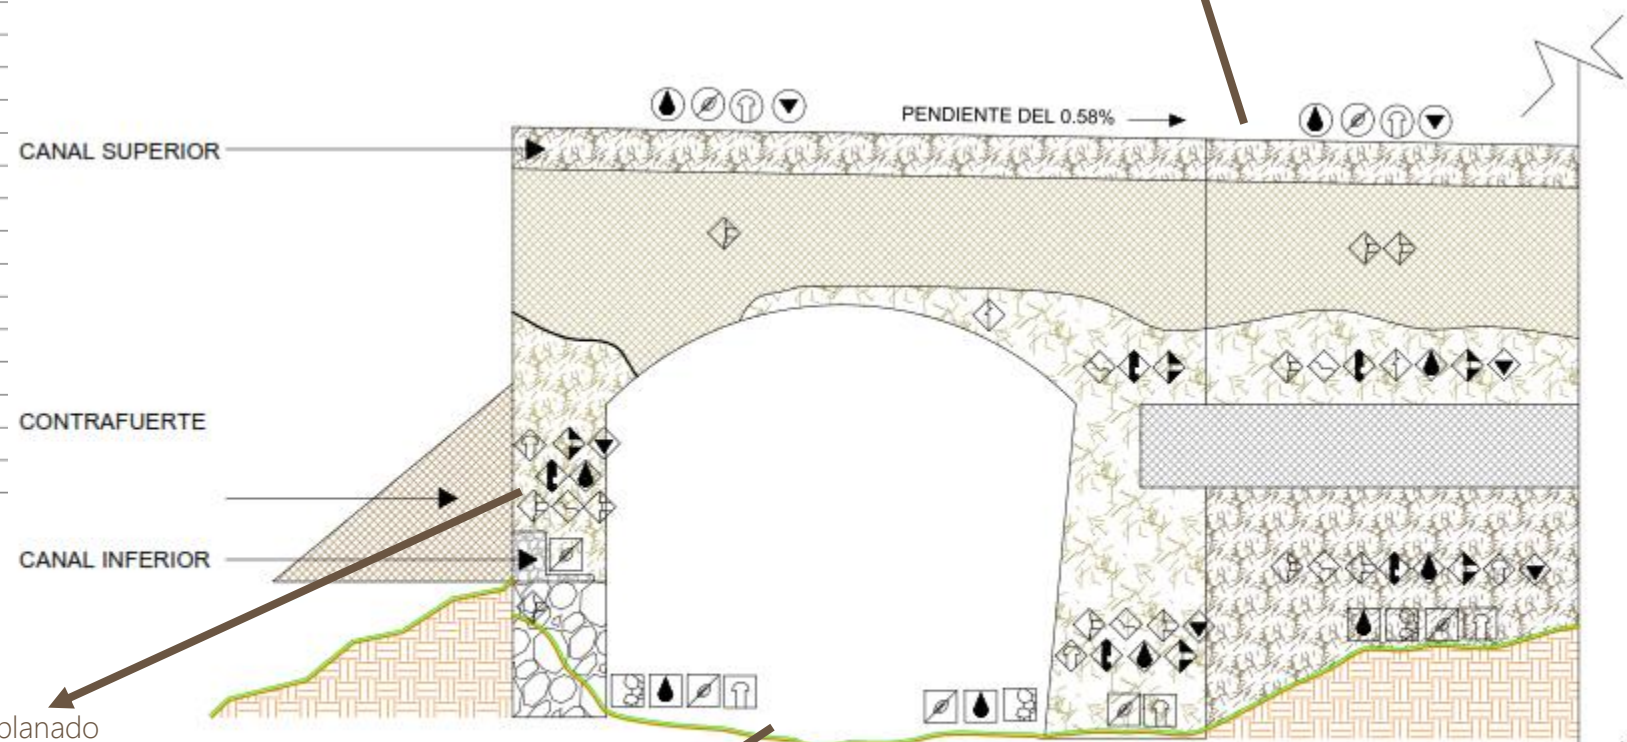 PENDIENTE DEL 0.58%
CANAL SUPERIOR
CONTRAFUERTE
CANAL INFERIOR
planado